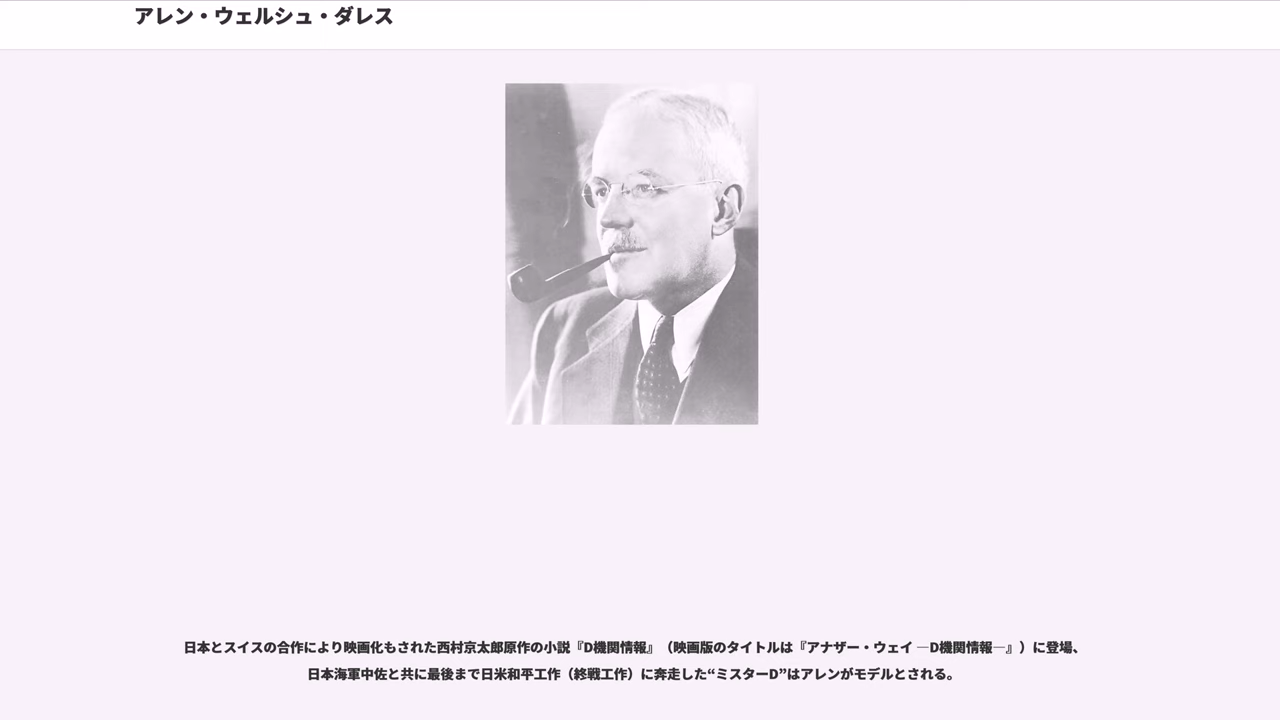 アレン・ウェルシュ・ダレス
日本とスイスの合作により映画化もされた西村京太郎原作の小説『D機関情報』（映画版のタイトルは『アナザー・ウェイ ―D機関情報―』）に登場、
日本海軍中佐と共に最後まで日米和平工作（終戦工作）に奔走した“ミスターD”はアレンがモデルとされる。